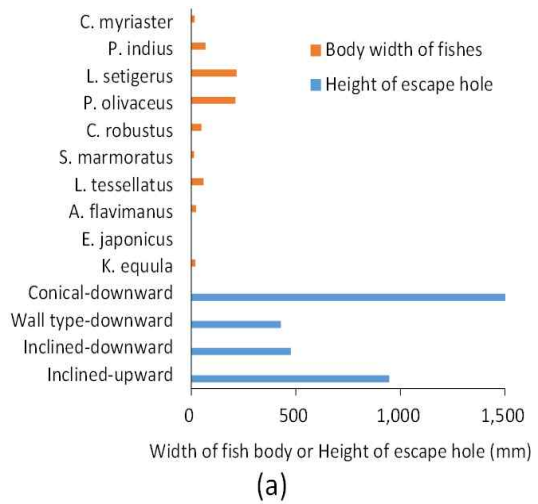 C. myriaster
P. indius
L. setigerus
P. olivaceus
C. robustus
S. marmoratus
L. tessellatus
A. flavimanus
E. japonicus
K. equula
Conical-downward
Wall type-downward
Inclined-downward
Inclined-upward
Body width of fishes
Height of escape hole
0 500 1,000 1,500
Width of fish body or Height of escape hole (mm)
(a)